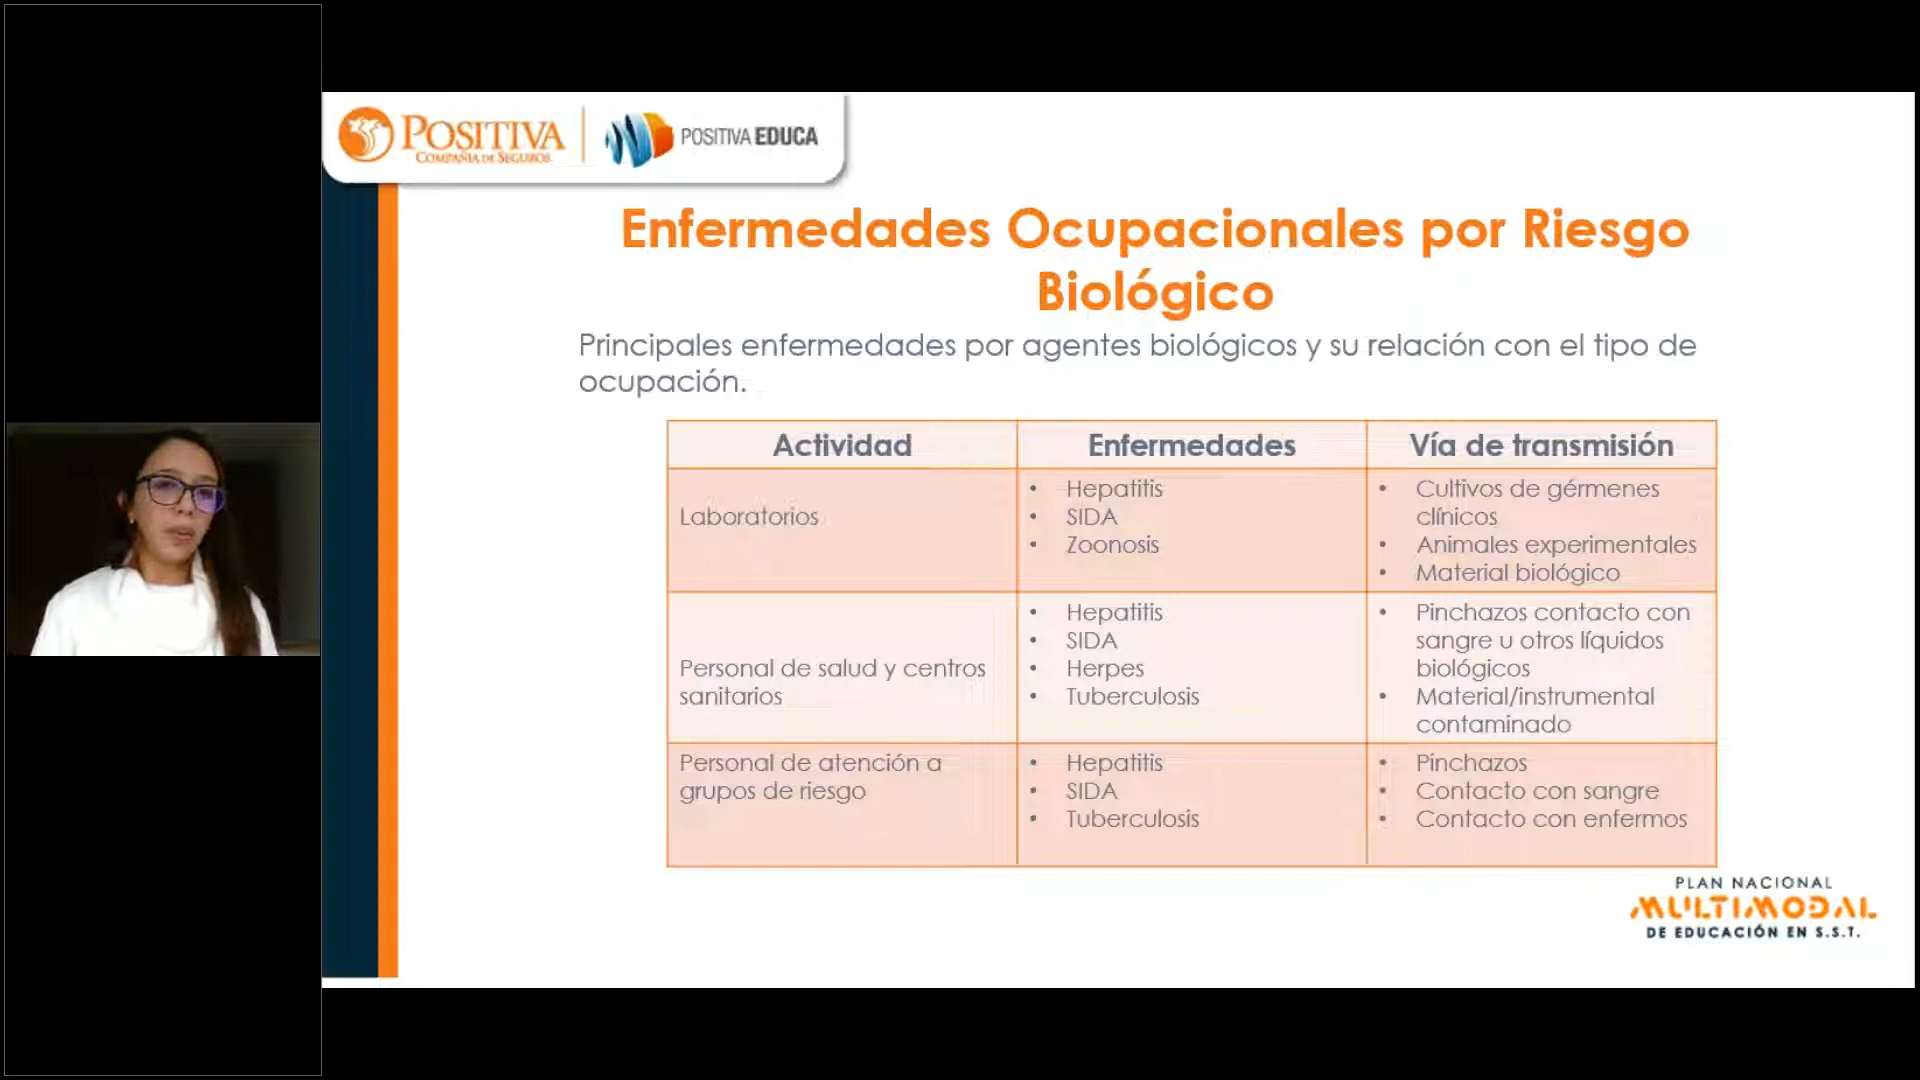 POSITIVA
COMPAÑIA DE SEGUROS
POSITIVA EDUCA
Enfermedades Ocupacionales por Riesgo
Biológico
Principales enfermedades por agentes biológicos y su relación con el tipo de
ocupación.
Actividad
Enfermedades
Vía de transmisión
Laboratorios
• Hepatitis
• SIDA
• Zoonosis
• Cultivos de gérmenes
clínicos
• Animales experimentales
• Material biológico
Personal de salud y centros
sanitarios
• Hepatitis
• SIDA
• Herpes
• Tuberculosis
• Pinchazos contacto con
sangre u otros líquidos
biológicos
• Material/instrumental
contaminado
Personal de atención a
grupos de riesgo
• Hepatitis
• SIDA
• Tuberculosis
• Pinchazos
• Contacto con sangre
• Contacto con enfermos
PLAN NACIONAL
MULTIMODAL
DE EDUCACIÓN EN S.S.T.